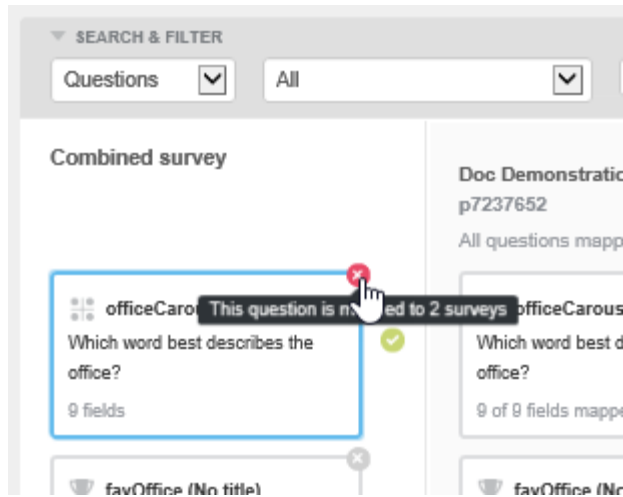 SEARCH & FILTER
Questions
All
Combined survey
Doc Demonstratic
p7237652
All questions mapp
officeCaro
This question is m ed to 2 surveys
officeCarous
Which word best describes the
office?
9 fields
Which word best d
office?
9 of 9 fields mappe
favOffice (No title)
favOffice (No